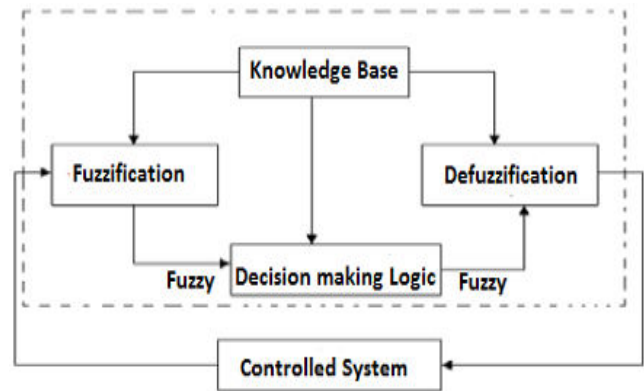 Knowledge Base
Fuzzification
Defuzzification
Fuzzy
Decision making Logic
Fuzzy
Controlled System